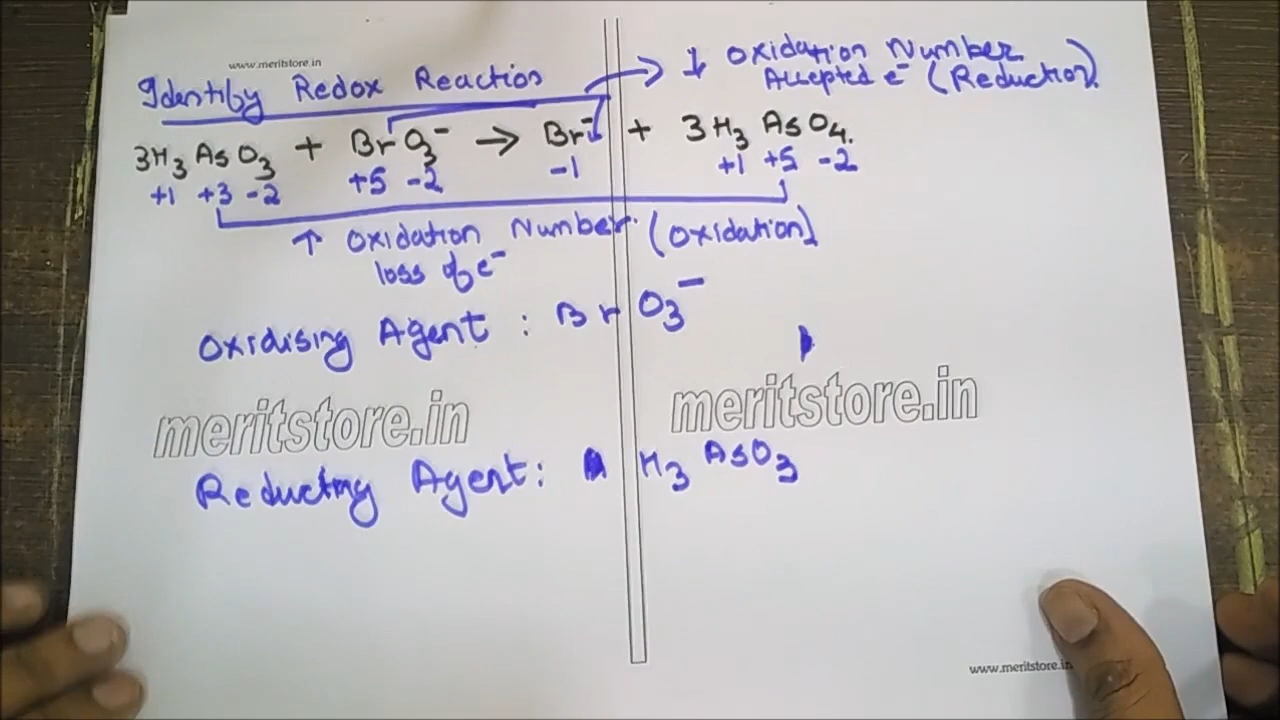 www.meritstore.in
Identify Redox Reaction
→ ↓ Oxidation Number
Accepted e⁻ (Reduction)
3H₃AsO₃ + BrO₃⁻ → Br⁻ + 3H₃AsO₄.
+1 +3 -2 +5 -2 -1 +1 +5 -2
↑ Oxidation Number. (Oxidation)
loss of e⁻
Oxidising Agent : BrO₃⁻
meritstore.in meritstore.in
Reducting Agent: H₃AsO₃
www.meritstore.in